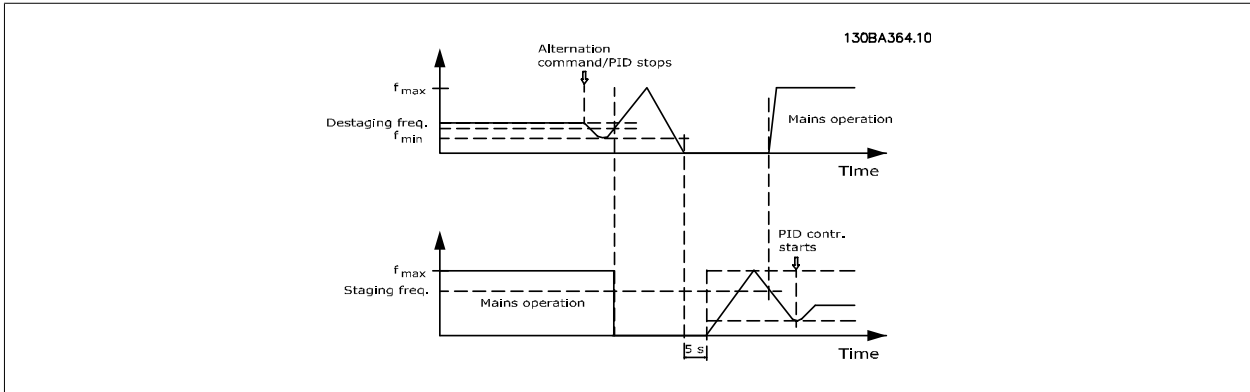 130BA364.10
Alternation
command/PID stops
f max
Destaging freq.
f min
Mains operation
Time
PID contr.
starts
f max
Staging freq.
Mains operation
5 s
Time